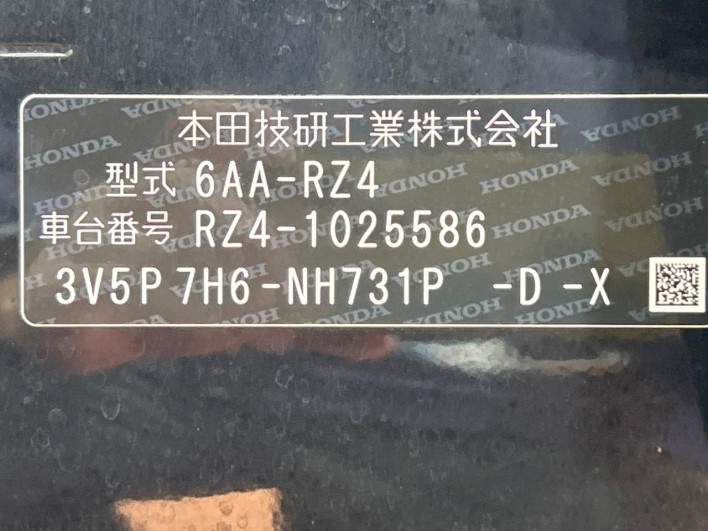 本田技研工業株式会社
型式 6AA-RZ4
車台番号 RZ4-1025586
3V5P 7H6-NH731P -D -X